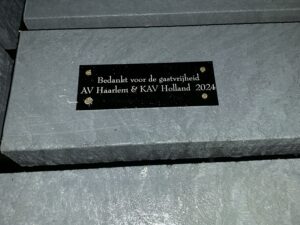 Bedankt voor de gastvrijheid
AV Haarlem & KAV Holland 2024